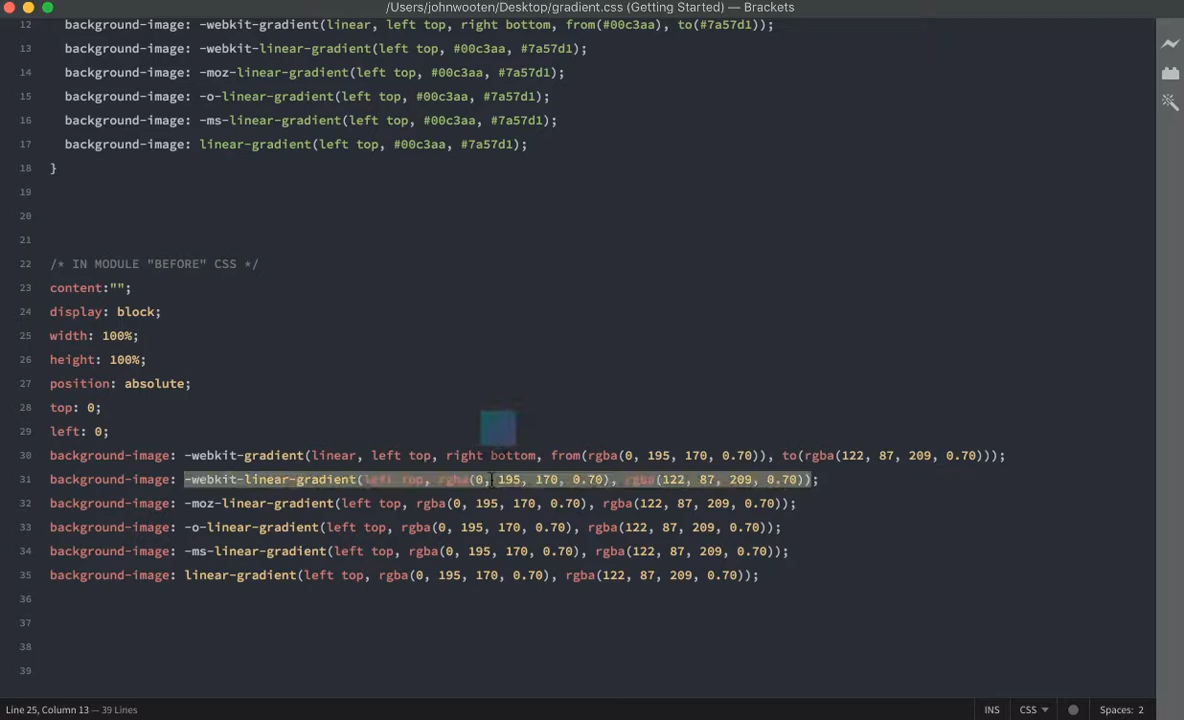 /Users/johnwooten/Desktop/gradient.css (Getting Started) — Brackets
12 background-image: -webkit-gradient(linear, left top, right bottom, from(#00c3aa), to(#7a57d1));
13 background-image: -webkit-linear-gradient(left top, #00c3aa, #7a57d1);
14 background-image: -moz-linear-gradient(left top, #00c3aa, #7a57d1);
15 background-image: -o-linear-gradient(left top, #00c3aa, #7a57d1);
16 background-image: -ms-linear-gradient(left top, #00c3aa, #7a57d1);
17 background-image: linear-gradient(left top, #00c3aa, #7a57d1);
18 }
19
20
21
22 /* IN MODULE "BEFORE" CSS */
23 content:"";
24 display: block;
25 width: 100%;
26 height: 100%;
27 position: absolute;
28 top: 0;
29 left: 0;
30 background-image: -webkit-gradient(linear, left top, right bottom, from(rgba(0, 195, 170, 0.70)), to(rgba(122, 87, 209, 0.70)));
31 background-image: -webkit-linear-gradient(left top, rgba(0, 195, 170, 0.70), rgba(122, 87, 209, 0.70));
32 background-image: -moz-linear-gradient(left top, rgba(0, 195, 170, 0.70), rgba(122, 87, 209, 0.70));
33 background-image: -o-linear-gradient(left top, rgba(0, 195, 170, 0.70), rgba(122, 87, 209, 0.70));
34 background-image: -ms-linear-gradient(left top, rgba(0, 195, 170, 0.70), rgba(122, 87, 209, 0.70));
35 background-image: linear-gradient(left top, rgba(0, 195, 170, 0.70), rgba(122, 87, 209, 0.70));
36
37
38
39
Line 25, Column 13 — 39 Lines INS CSS Spaces: 2